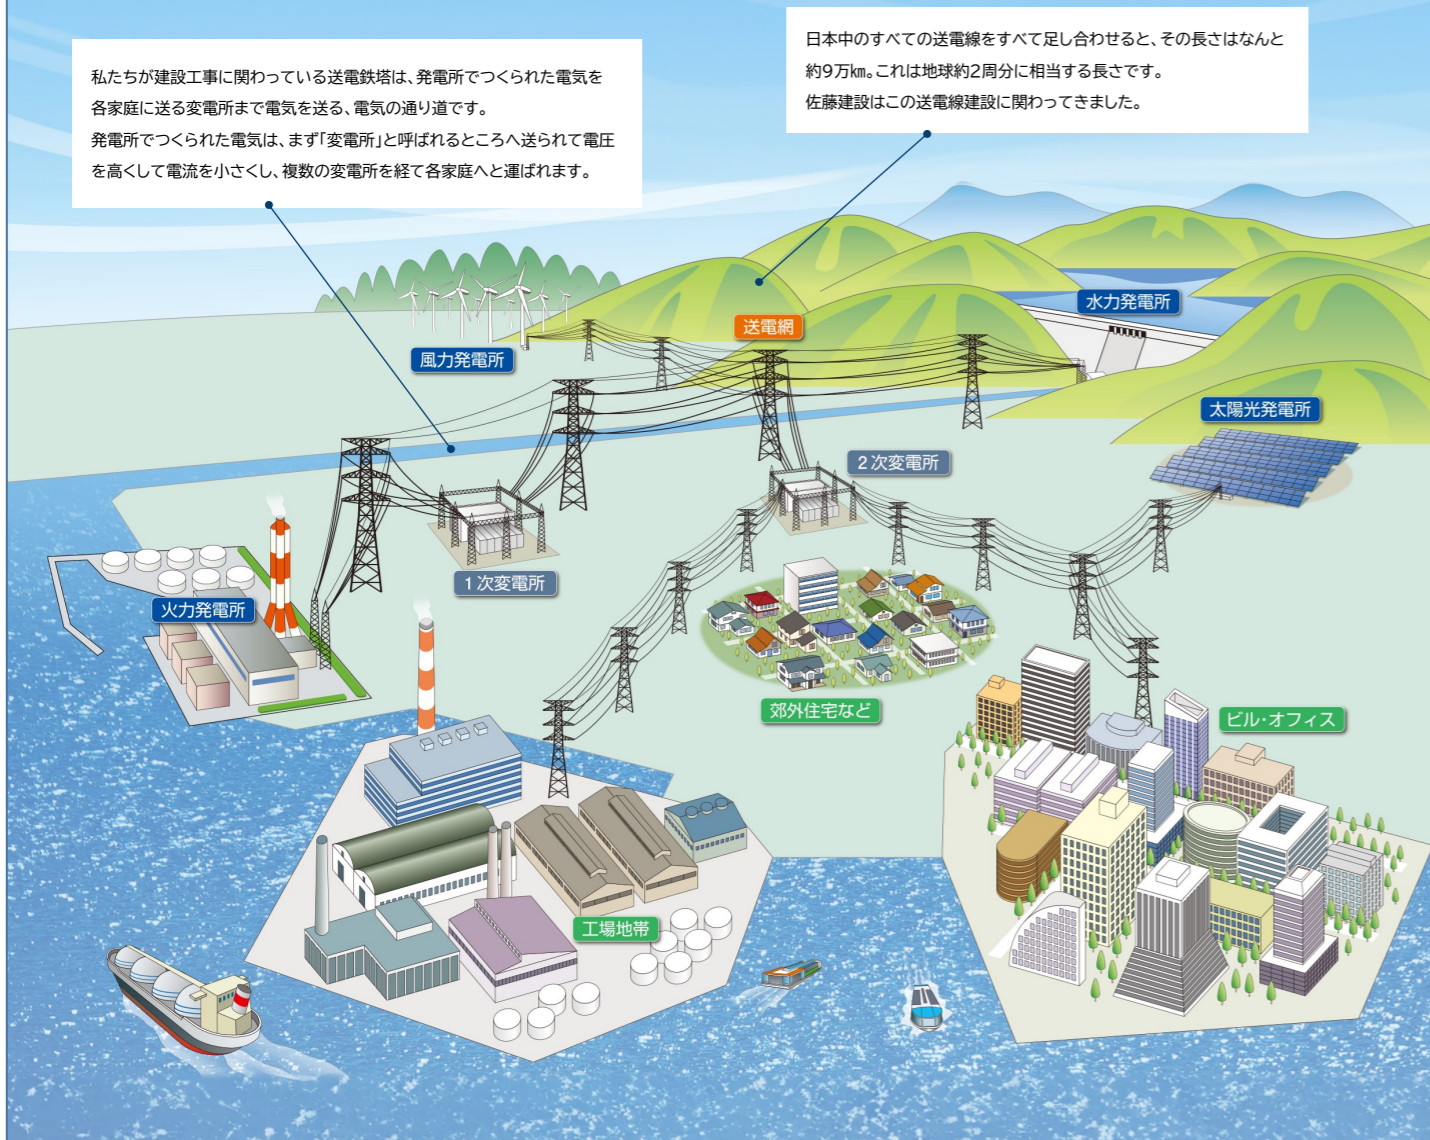 私たちが建設工事に関わっている送電鉄塔は、発電所でつくられた電気を
各家庭に送る変電所まで電気を送る、電気の通り道です。
発電所でつくられた電気は、まず「変電所」と呼ばれるところへ送られて電圧
を高くして電流を小さくし、複数の変電所を経て各家庭へと運ばれます。
日本中のすべての送電線をすべて足し合わせると、その長さはなんと
約9万㎞。これは地球約2周分に相当する長さです。
佐藤建設はこの送電線建設に関わってきました。
水力発電所
送電網
風力発電所
太陽光発電所
2次変電所
1次変電所
火力発電所
郊外住宅など
ビル・オフィス
工場地帯